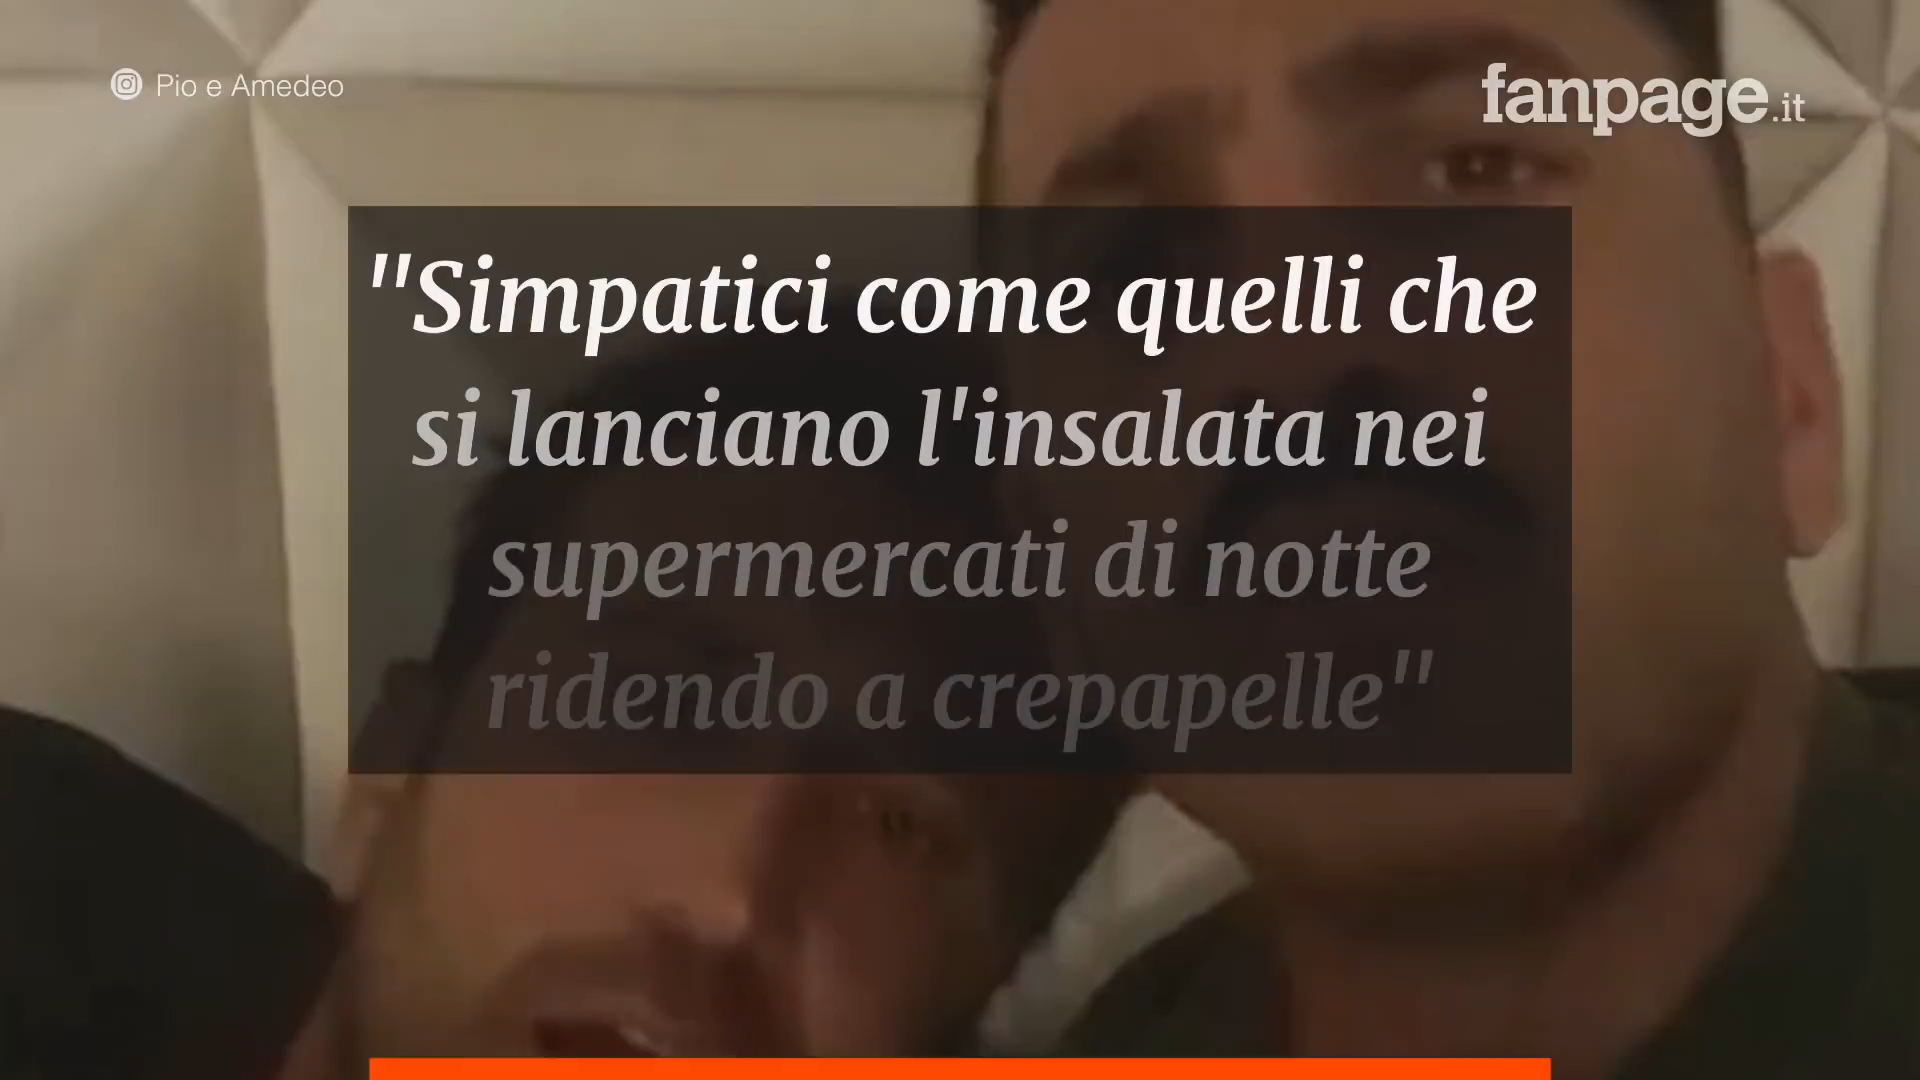 Pio e Amedeo
fanpage.it
"Simpatici come quelli che
si lanciano l'insalata nei
supermercati di notte
ridendo a crepapelle"